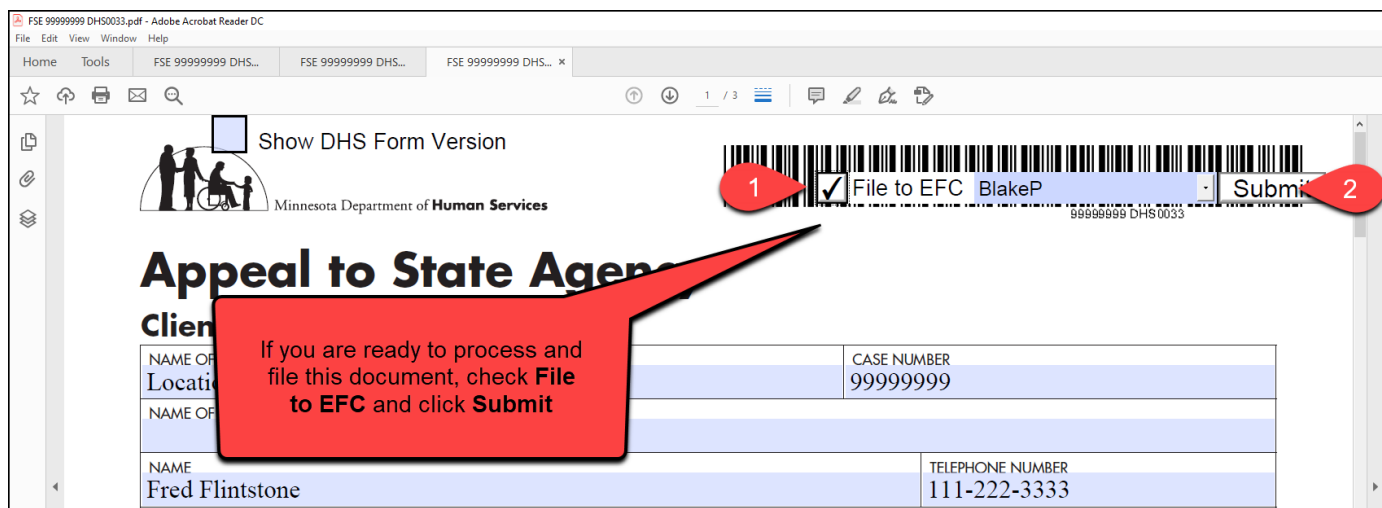 FSE 99999999 DHS0033.pdf - Adobe Acrobat Reader DC
File Edit View Window Help
Home Tools FSE 99999999 DHS... FSE 99999999 DHS... FSE 99999999 DHS... ×
1 / 3
Show DHS Form Version
Minnesota Department of Human Services
1 ✓ File to EFC BlakeP Submit 2
99999999 DHS0033
Appeal to State Agency
Clien
If you are ready to process and
file this document, check File
to EFC and click Submit
NAME OF
CASE NUMBER
Locatio
99999999
NAME OF
NAME
TELEPHONE NUMBER
Fred Flintstone
111-222-3333